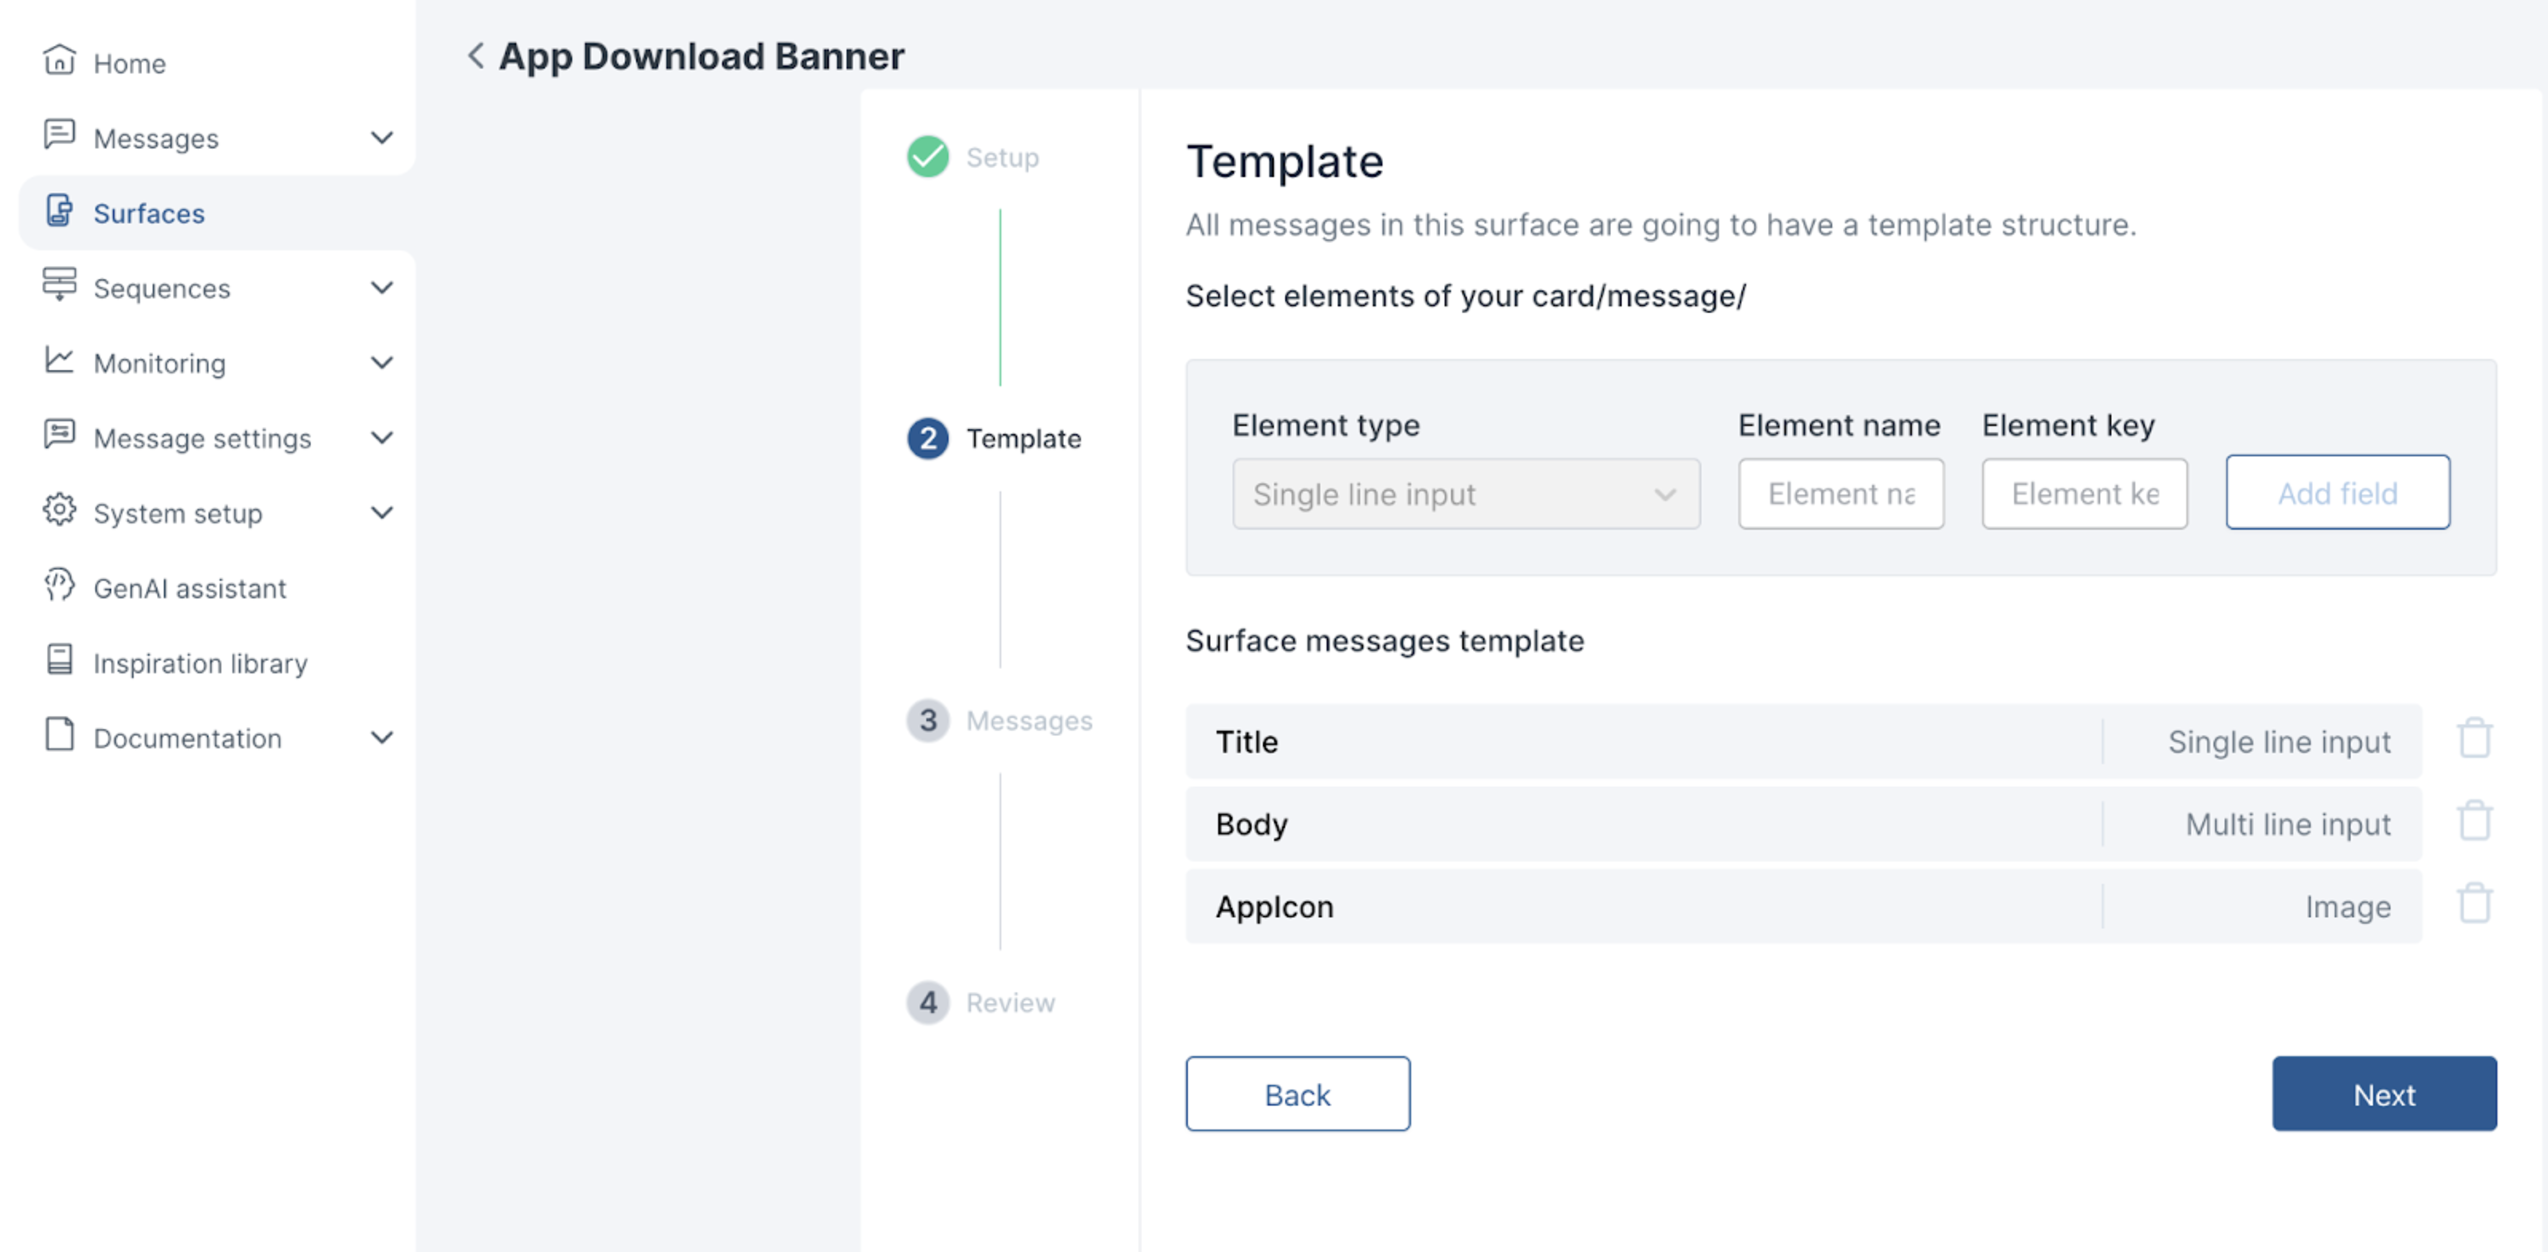 Home
Messages
Surfaces
Sequences
Monitoring
Message settings
System setup
GenAI assistant
Inspiration library
Documentation
App Download Banner
Setup
2 Template
3 Messages
4 Review
Template
All messages in this surface are going to have a template structure.
Select elements of your card/message/
Element type Element name Element key
Single line input Element na Element ke Add field
Surface messages template
Title Single line input
Body Multi line input
AppIcon Image
Back Next